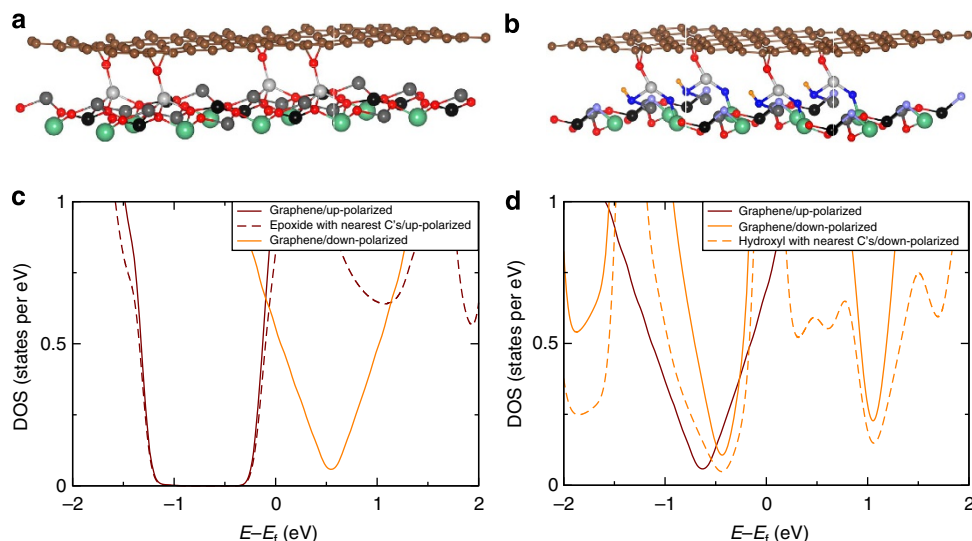 a
b
c
d
1
0.5
0
DOS (states per eV)
Graphene/up-polarized
Epoxide with nearest C's/up-polarized
Graphene/down-polarized
−2
−1
0
1
2
E–Ef (eV)
1
0.5
0
DOS (states per eV)
Graphene/up-polarized
Graphene/down-polarized
Hydroxyl with nearest C's/down-polarized
−2
−1
0
1
2
E–Ef (eV)